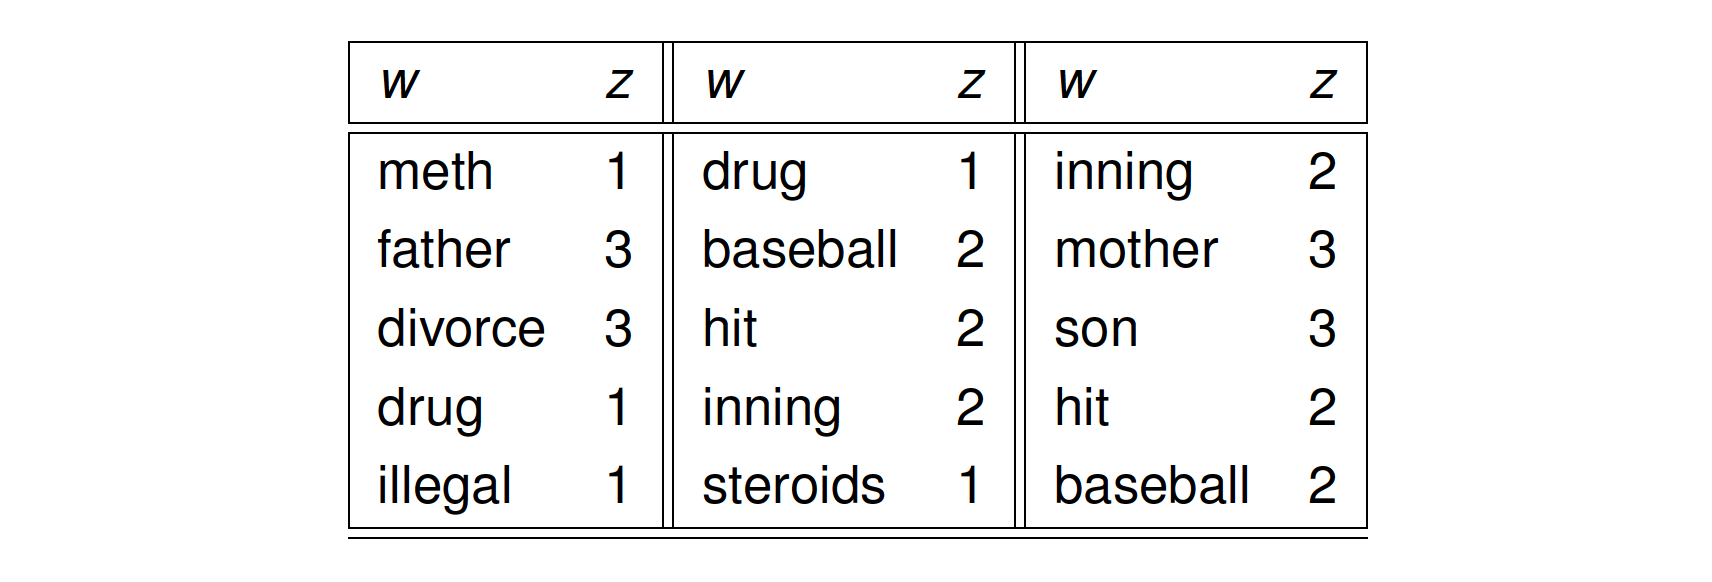 w z w z w z
meth 1 drug 1 inning 2
father 3 baseball 2 mother 3
divorce 3 hit 2 son 3
drug 1 inning 2 hit 2
illegal 1 steroids 1 baseball 2